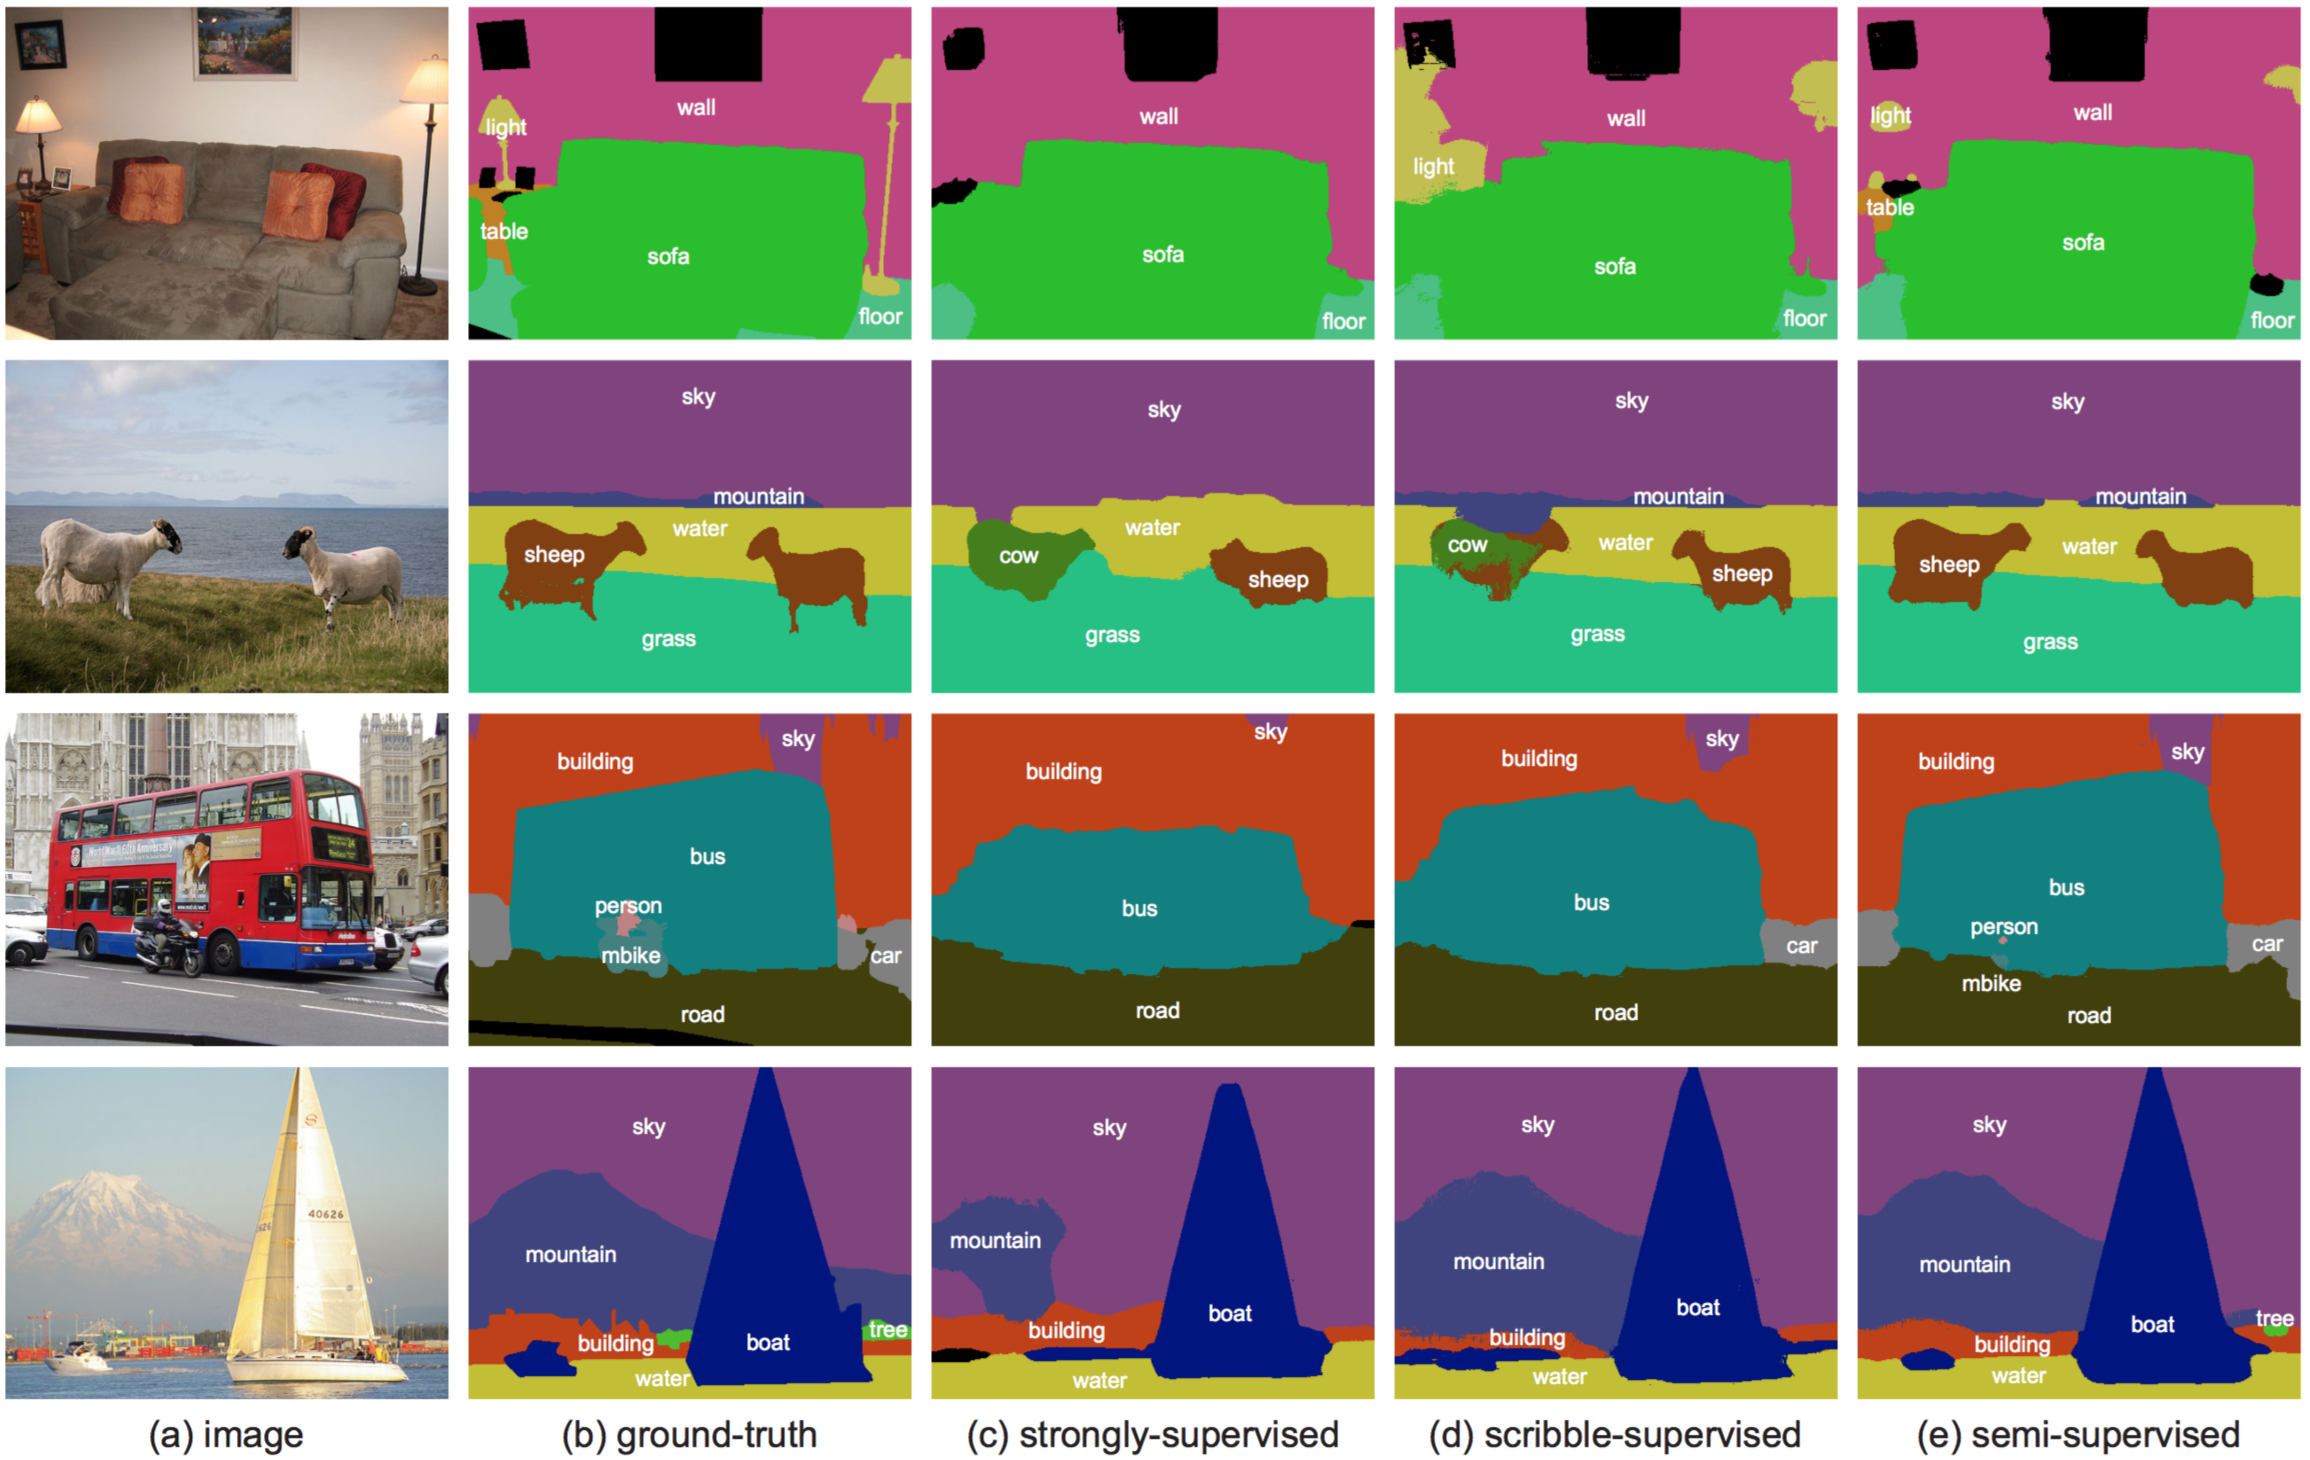 wall
light
table
sofa
floor
wall
sofa
floor
wall
light
sofa
floor
wall
light
table
sofa
floor
sky
mountain
water
sheep
grass
sky
water
cow
sheep
grass
sky
mountain
water
cow
sheep
grass
sky
mountain
water
sheep
grass
sky
building
bus
person
mbike
car
road
sky
building
bus
road
sky
building
bus
car
road
sky
building
bus
person
car
mbike
road
40626
sky
mountain
building
boat
tree
water
sky
mountain
building
boat
water
sky
mountain
building
boat
water
sky
mountain
building
boat
tree
water
(a) image
(b) ground-truth
(c) strongly-supervised
(d) scribble-supervised
(e) semi-supervised